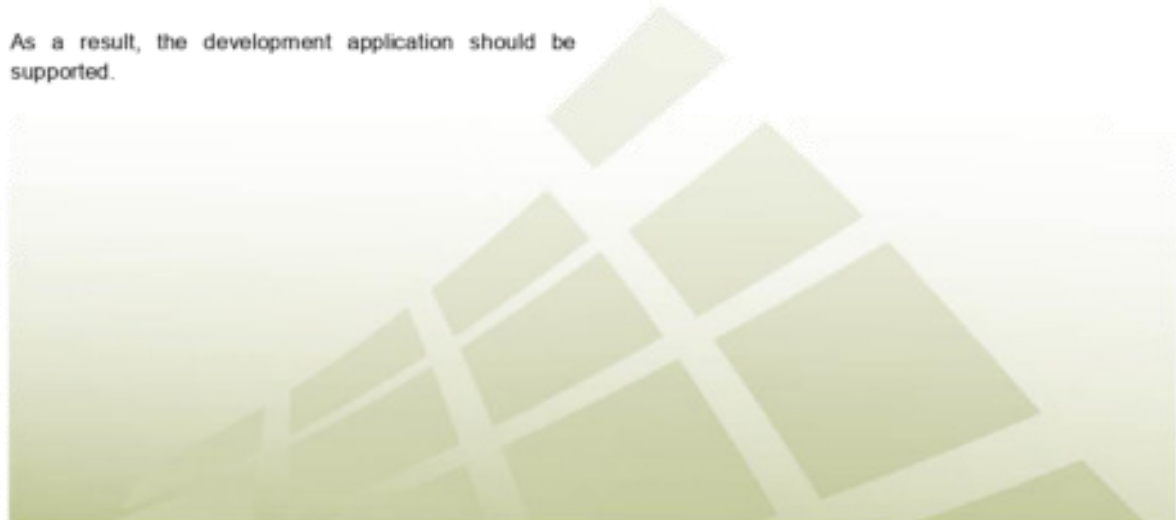 As a result, the development application should be
supported.